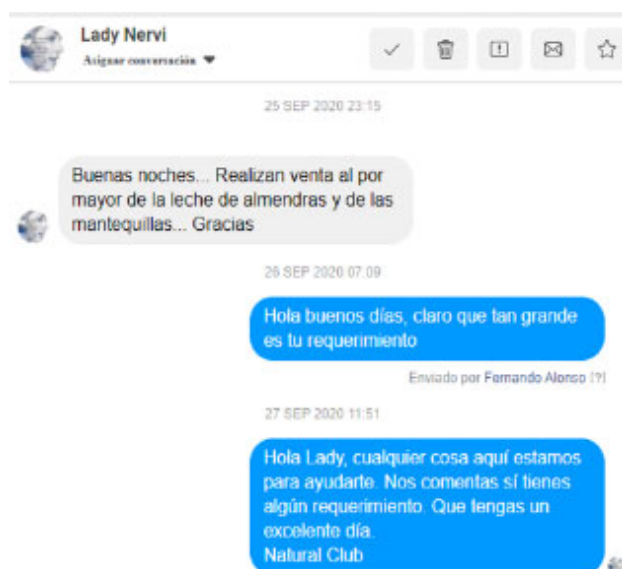 Lady Nervi
Asignar conversación
25 SEP 2020 23:15
Buenas noches... Realizan venta al por
mayor de la leche de almendras y de las
mantequillas... Gracias
26 SEP 2020 07:09
Hola buenos días, claro que tan grande
es tu requerimiento
Enviado por Fernando Alonso [?]
27 SEP 2020 11:51
Hola Lady, cualquier cosa aquí estamos
para ayudarte. Nos comentas sí tienes
algún requerimiento. Que tengas un
excelente día.
Natural Club